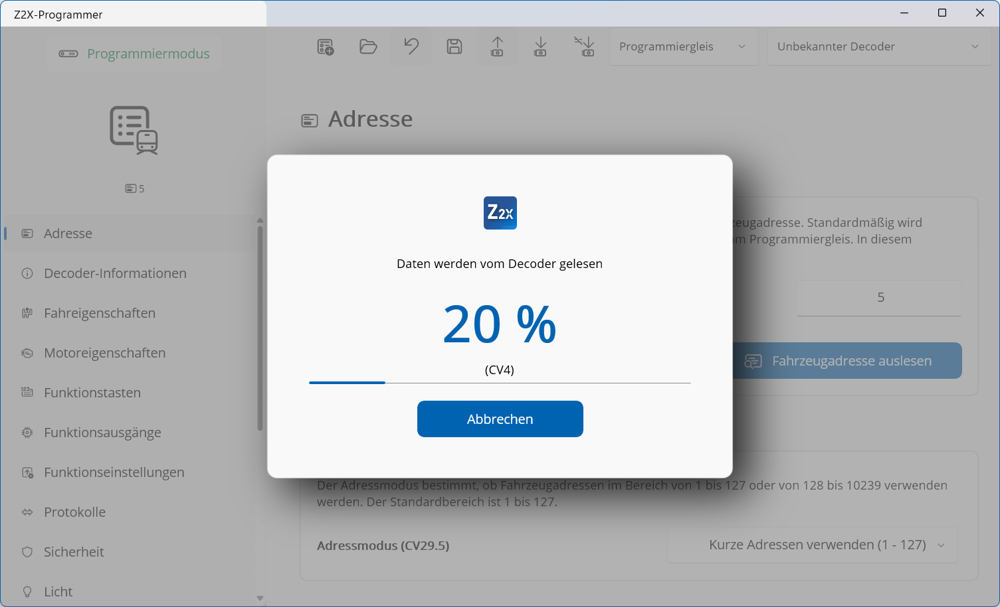 Z2X-Programmer
Programmiermodus
Programmiergleis
Unbekannter Decoder
5
Adresse
Decoder-Informationen
Fahreigenschaften
Motoreigenschaften
Funktionstasten
Funktionsausgänge
Funktionseinstellungen
Protokolle
Sicherheit
Licht
Adresse
zeugadresse. Standardmäßig wird
m Programmiergleis. In diesem
5
Fahrzeugadresse auslesen
Z2X
Daten werden vom Decoder gelesen
20 %
(CV4)
Abbrechen
Der Adressmodus bestimmt, ob Fahrzeugadressen im Bereich von 1 bis 127 oder von 128 bis 10239 verwenden
werden. Der Standardbereich ist 1 bis 127.
Adressmodus (CV29.5)
Kurze Adressen verwenden (1 - 127)